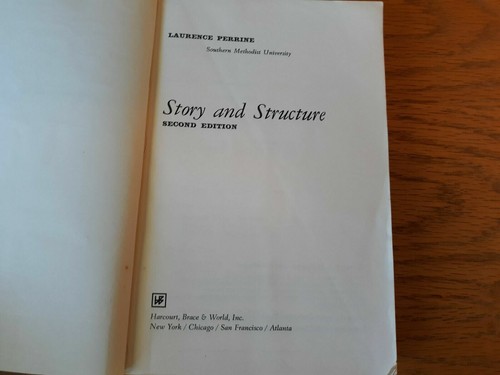 LAURENCE PERRINE
Southern Methodist University
Story and Structure
SECOND EDITION
Harcourt, Brace & World, Inc.
New York / Chicago / San Francisco / Atlanta